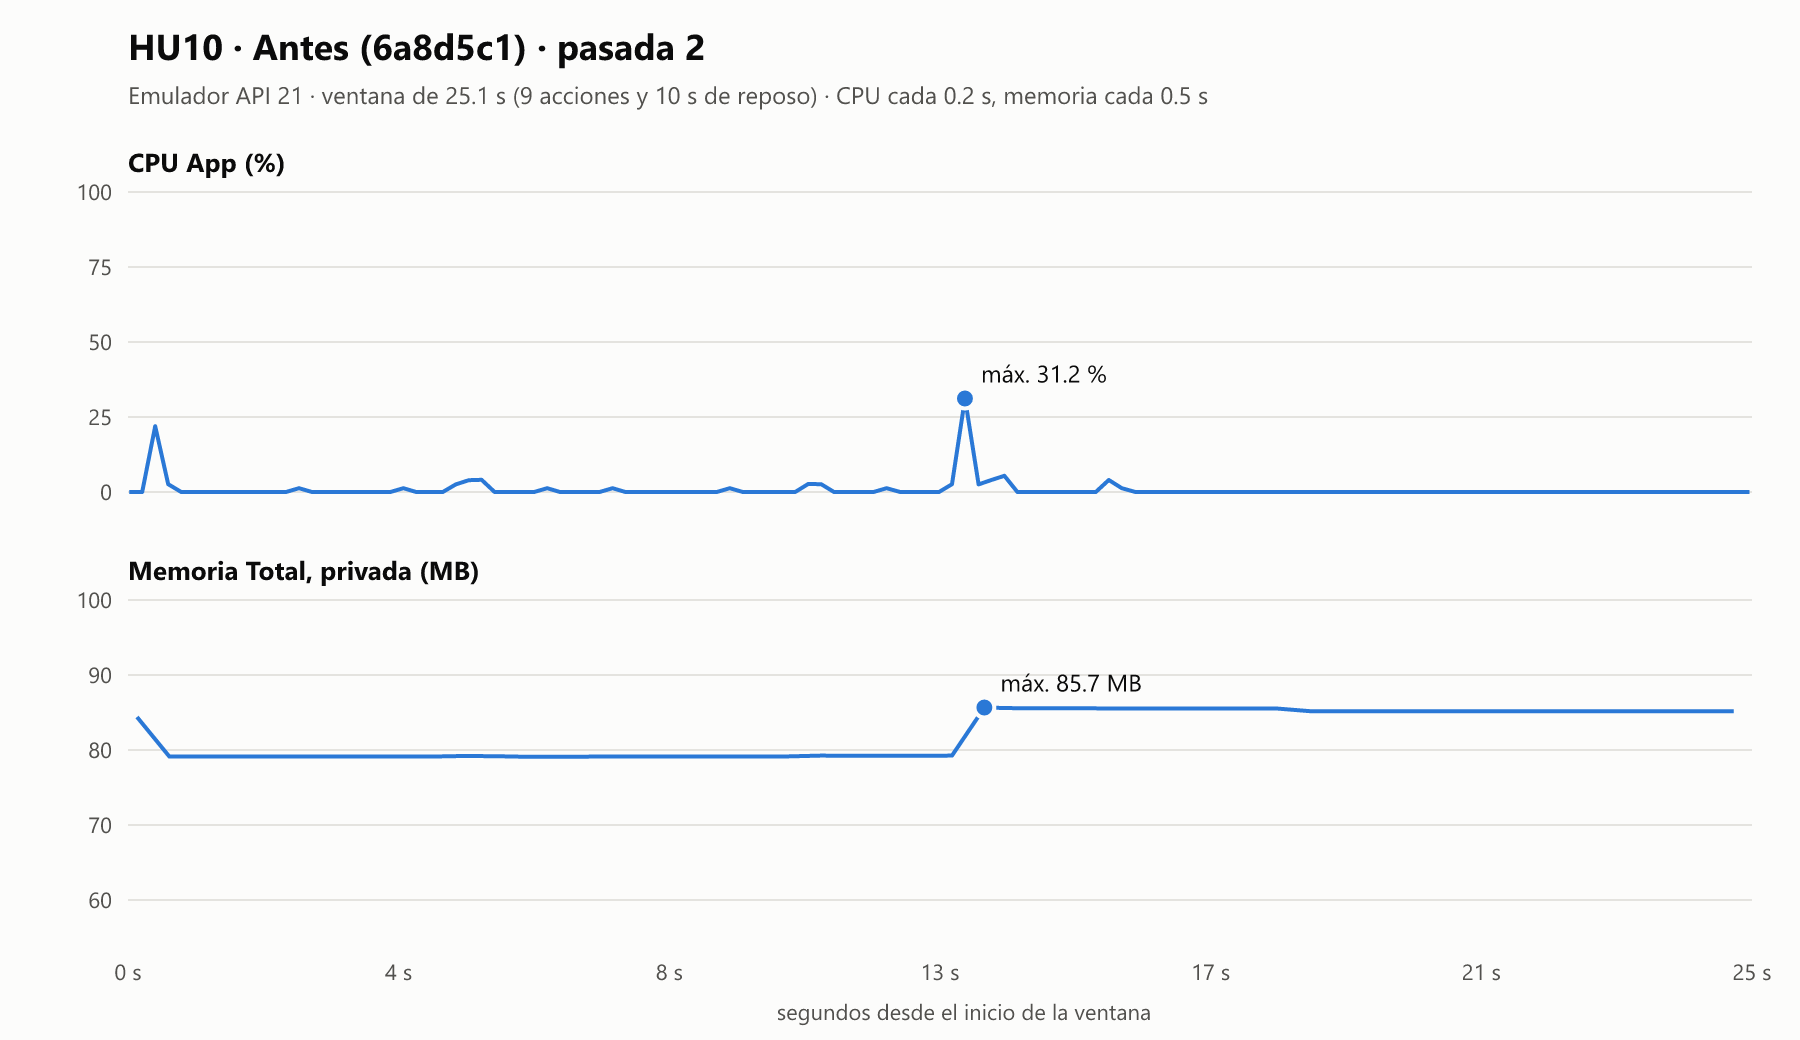 HU10 · Antes (6a8d5c1) · pasada 2
Emulador API 21 · ventana de 25.1 s (9 acciones y 10 s de reposo) · CPU cada 0.2 s, memoria cada 0.5 s
CPU App (%)
100
75
50
máx. 31.2 %
25
0
Memoria Total, privada (MB)
100
90
máx. 85.7 MB
80
70
60
0 s 4 s 8 s 13 s 17 s 21 s 25 s
segundos desde el inicio de la ventana